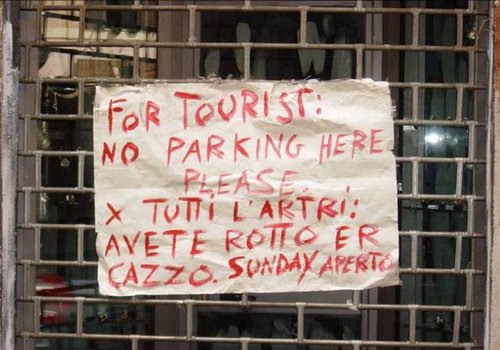 FOR TOURIST:
NO PARKING HERE
PLEASE.
X TUTTI L'ARTRI:
AVETE ROTTO ER
CAZZO. SUNDAY APERTO